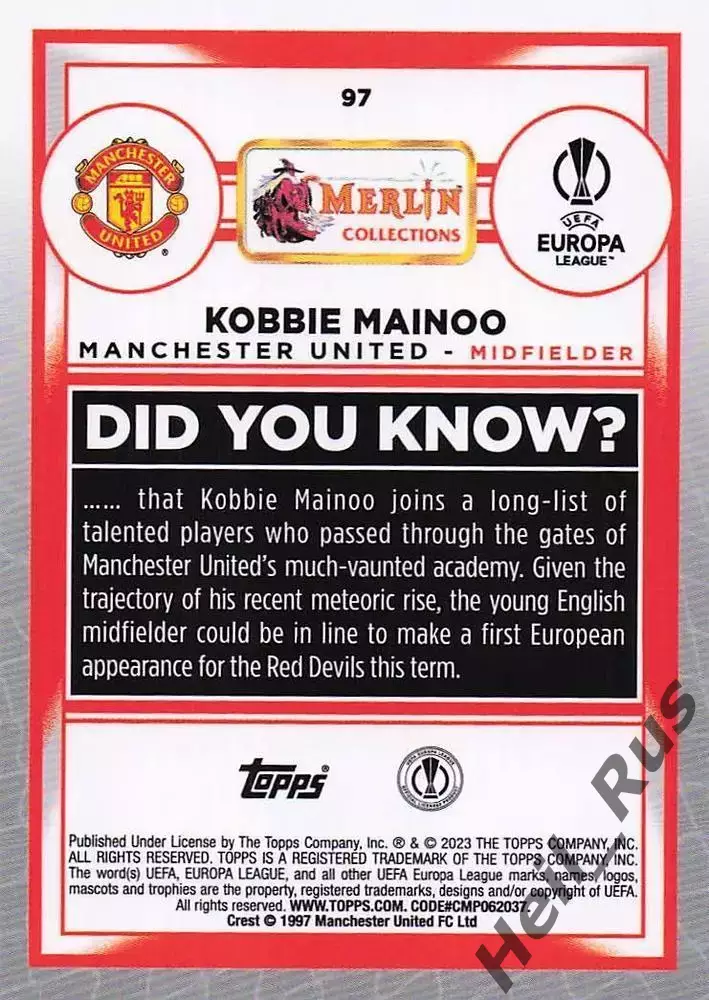 97
MANCHESTER
UNITED
®
MERLIN™
COLLECTIONS
UEFA
EUROPA
LEAGUE™
KOBBIE MAINOO
MANCHESTER UNITED - MIDFIELDER
DID YOU KNOW?
...... that Kobbie Mainoo joins a long-list of
talented players who passed through the gates of
Manchester United's much-vaunted academy. Given the
trajectory of his recent meteoric rise, the young English
midfielder could be in line to make a first European
appearance for the Red Devils this term.
topps®
Published Under License by The Topps Company, Inc. ® & © 2023 THE TOPPS COMPANY, INC.
ALL RIGHTS RESERVED. TOPPS IS A REGISTERED TRADEMARK OF THE TOPPS COMPANY, INC.
The word(s) UEFA, EUROPA LEAGUE, and all other UEFA Europa League marks, names, logos,
mascots and trophies are the property, registered trademarks, designs and/or copyright of UEFA.
All rights reserved. WWW.TOPPS.COM. CODE#CMP062037.
Crest © 1997 Manchester United FC Ltd
Heil_Rus